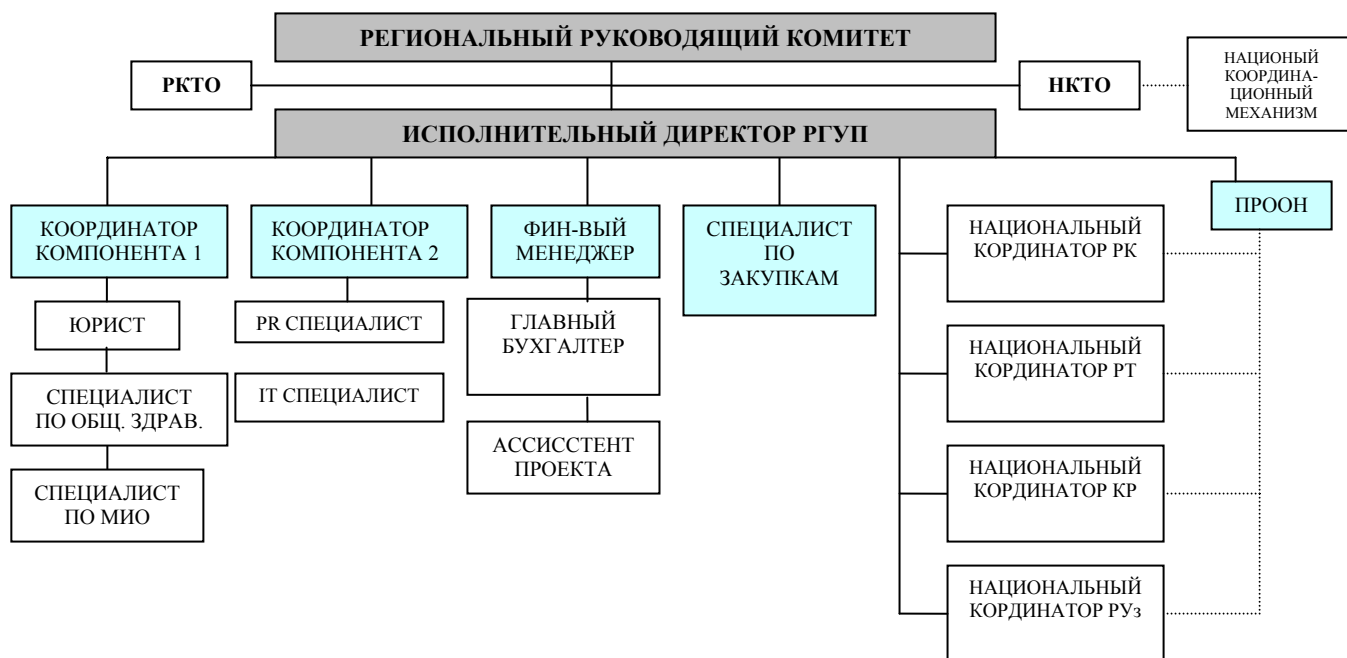 РЕГИОНАЛЬНЫЙ РУКОВОДЯЩИЙ КОМИТЕТ
РКТО
НКТО
НАЦИОНЫЙ
КООРДИНА-
ЦИОННЫЙ
МЕХАНИЗМ
ИСПОЛНИТЕЛЬНЫЙ ДИРЕКТОР РГУП
КООРДИНАТОР
КОМПОНЕНТА 1
КООРДИНАТОР
КОМПОНЕНТА 2
ФИН-ВЫЙ
МЕНЕДЖЕР
СПЕЦИАЛИСТ
ПО
ЗАКУПКАМ
ПРООН
ЮРИСТ
СПЕЦИАЛИСТ
ПО ОБЩ. ЗДРАВ.
СПЕЦИАЛИСТ
ПО МИО
PR СПЕЦИАЛИСТ
IT СПЕЦИАЛИСТ
ГЛАВНЫЙ
БУХГАЛТЕР
АССИССТЕНТ
ПРОЕКТА
НАЦИОНАЛЬНЫЙ
КОРДИНАТОР РК
НАЦИОНАЛЬНЫЙ
КОРДИНАТОР РТ
НАЦИОНАЛЬНЫЙ
КОРДИНАТОР КР
НАЦИОНАЛЬНЫЙ
КОРДИНАТОР РУз